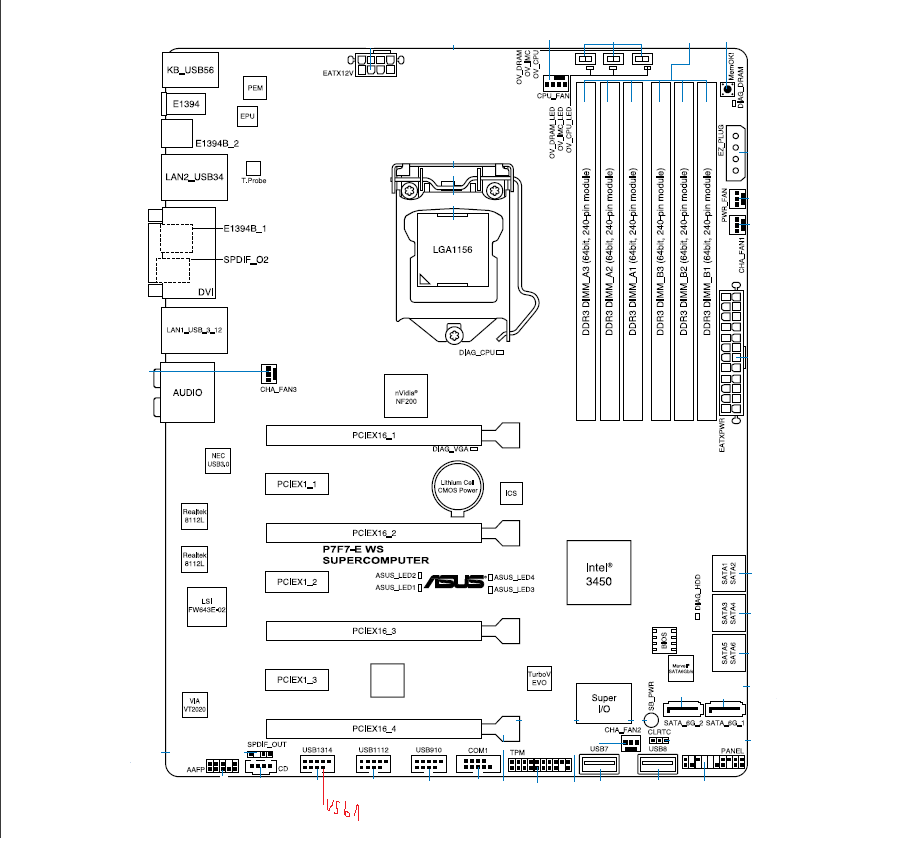 KB_USB56
EATX12V
OV_DRAM
OV_IMC
OV_CPU
CPU_FAN
MemOK!
DIAG_DRAM
PEM
E1394
EPU
E1394B_2
OV_DRAM_LED
OV_IMC_LED
OV_CPU_LED
EZ_PLUG
T.Probe
LAN2_USB34
PWR_FAN
CHA_FAN1
E1394B_1
SPDIF_O2
DVI
LGA1156
DDR3 DIMM_A3 (64bit, 240-pin module)
DDR3 DIMM_A2 (64bit, 240-pin module)
DDR3 DIMM_A1 (64bit, 240-pin module)
DDR3 DIMM_B3 (64bit, 240-pin module)
DDR3 DIMM_B2 (64bit, 240-pin module)
DDR3 DIMM_B1 (64bit, 240-pin module)
LAN1_USB_3_12
DIAG_CPU
AUDIO
CHA_FAN3
nVidia®
NF200
EATXPWR
PCIEX16_1
DIAG_VGA
NEC
USB3.0
PCIEX1_1
Lithium Cell
CMOS Power
ICS
Realtek
8112L
PCIEX16_2
P7F7-E WS
SUPERCOMPUTER
Realtek
8112L
PCIEX1_2
ASUS_LED2
ASUS_LED1
ASUS
ASUS_LED4
ASUS_LED3
Intel®
3450
DIAG_HDD
SATA1
SATA2
SATA3
SATA4
SATA5
SATA6
LSI
FW643E-02
PCIEX16_3
BIOS
PCIEX1_3
TurboV
EVO
Super
I/O
SB_PWR
SATA_6G_2
SATA_6G_1
VIA
VT2020
PCIEX16_4
CHA_FAN2
CLRTC
SPDIF_OUT
AAFP
CD
USB1314
USB1112
USB910
COM1
TPM
USB7
USB8
PANEL